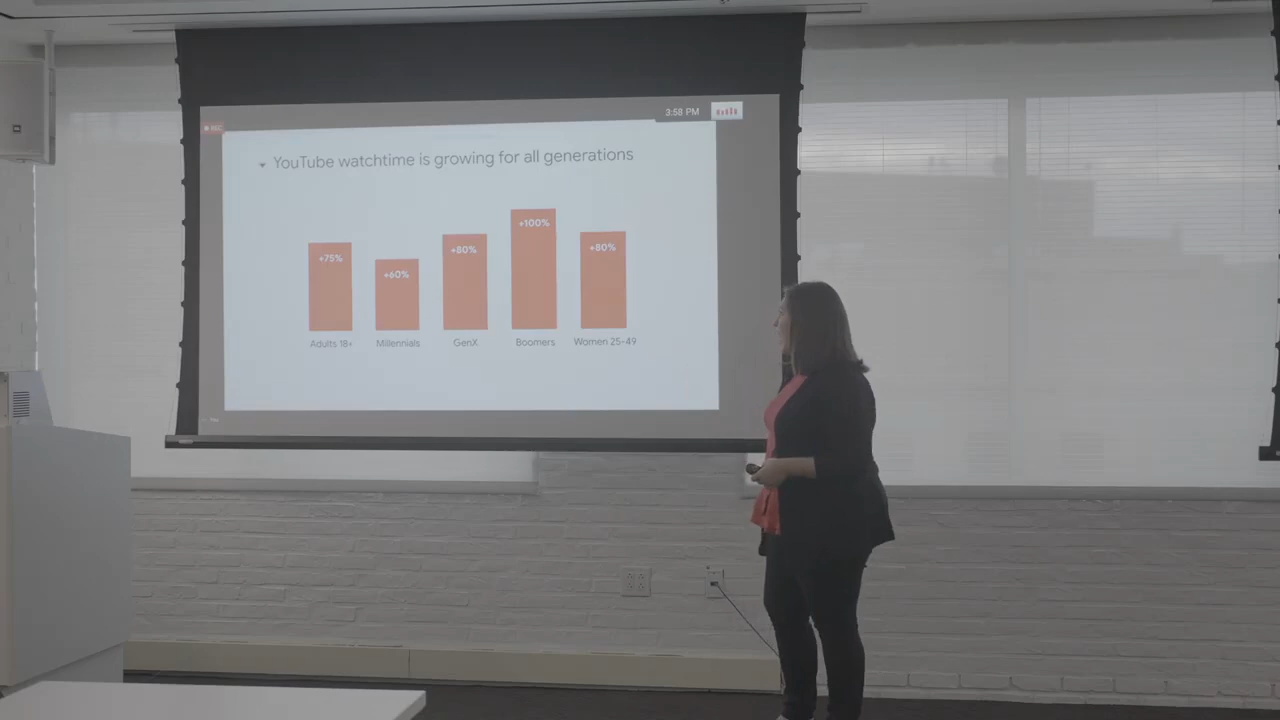 3:58 PM
REC
YouTube watchtime is growing for all generations
+75%
+60%
+80%
+100%
+80%
Adults 18+
Millennials
GenX
Boomers
Women 25-49